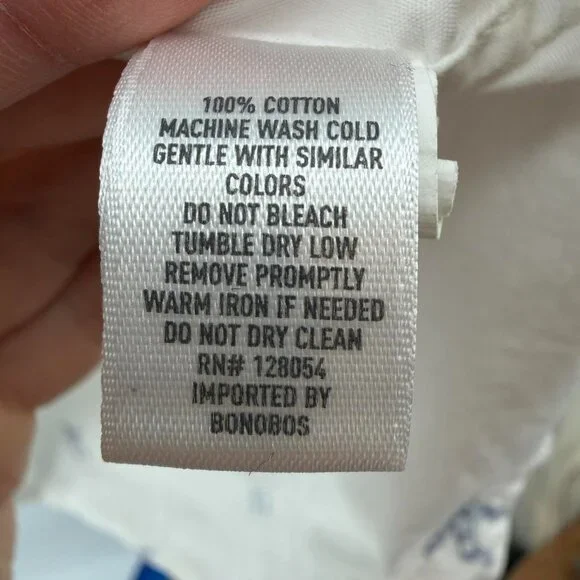 100% COTTON
MACHINE WASH COLD
GENTLE WITH SIMILAR
COLORS
DO NOT BLEACH
TUMBLE DRY LOW
REMOVE PROMPTLY
WARM IRON IF NEEDED
DO NOT DRY CLEAN
RN# 128054
IMPORTED BY
BONOBOS